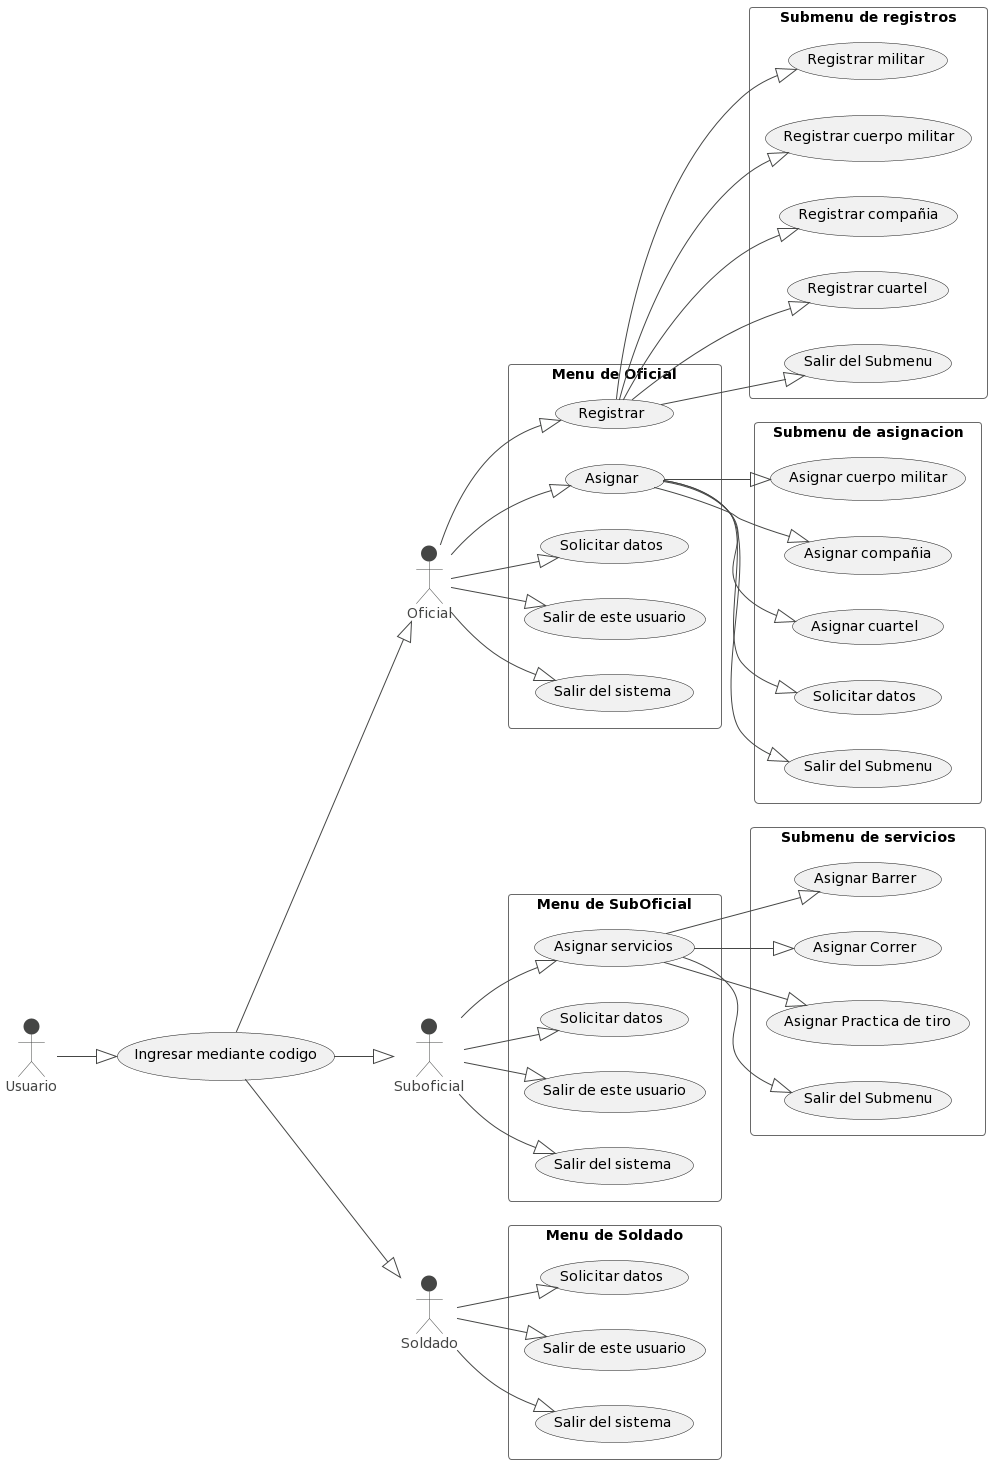 Submenu de registros
Registrar militar
Registrar cuerpo militar
Registrar compañia
Registrar cuartel
Salir del Submenu
Menu de Oficial
Registrar
Asignar
Solicitar datos
Salir de este usuario
Salir del sistema
Submenu de asignacion
Asignar cuerpo militar
Asignar compañia
Asignar cuartel
Solicitar datos
Salir del Submenu
Oficial
Submenu de servicios
Asignar Barrer
Asignar Correr
Asignar Practica de tiro
Salir del Submenu
Menu de SubOficial
Asignar servicios
Solicitar datos
Salir de este usuario
Salir del sistema
Usuario
Ingresar mediante codigo
Suboficial
Menu de Soldado
Solicitar datos
Salir de este usuario
Salir del sistema
Soldado